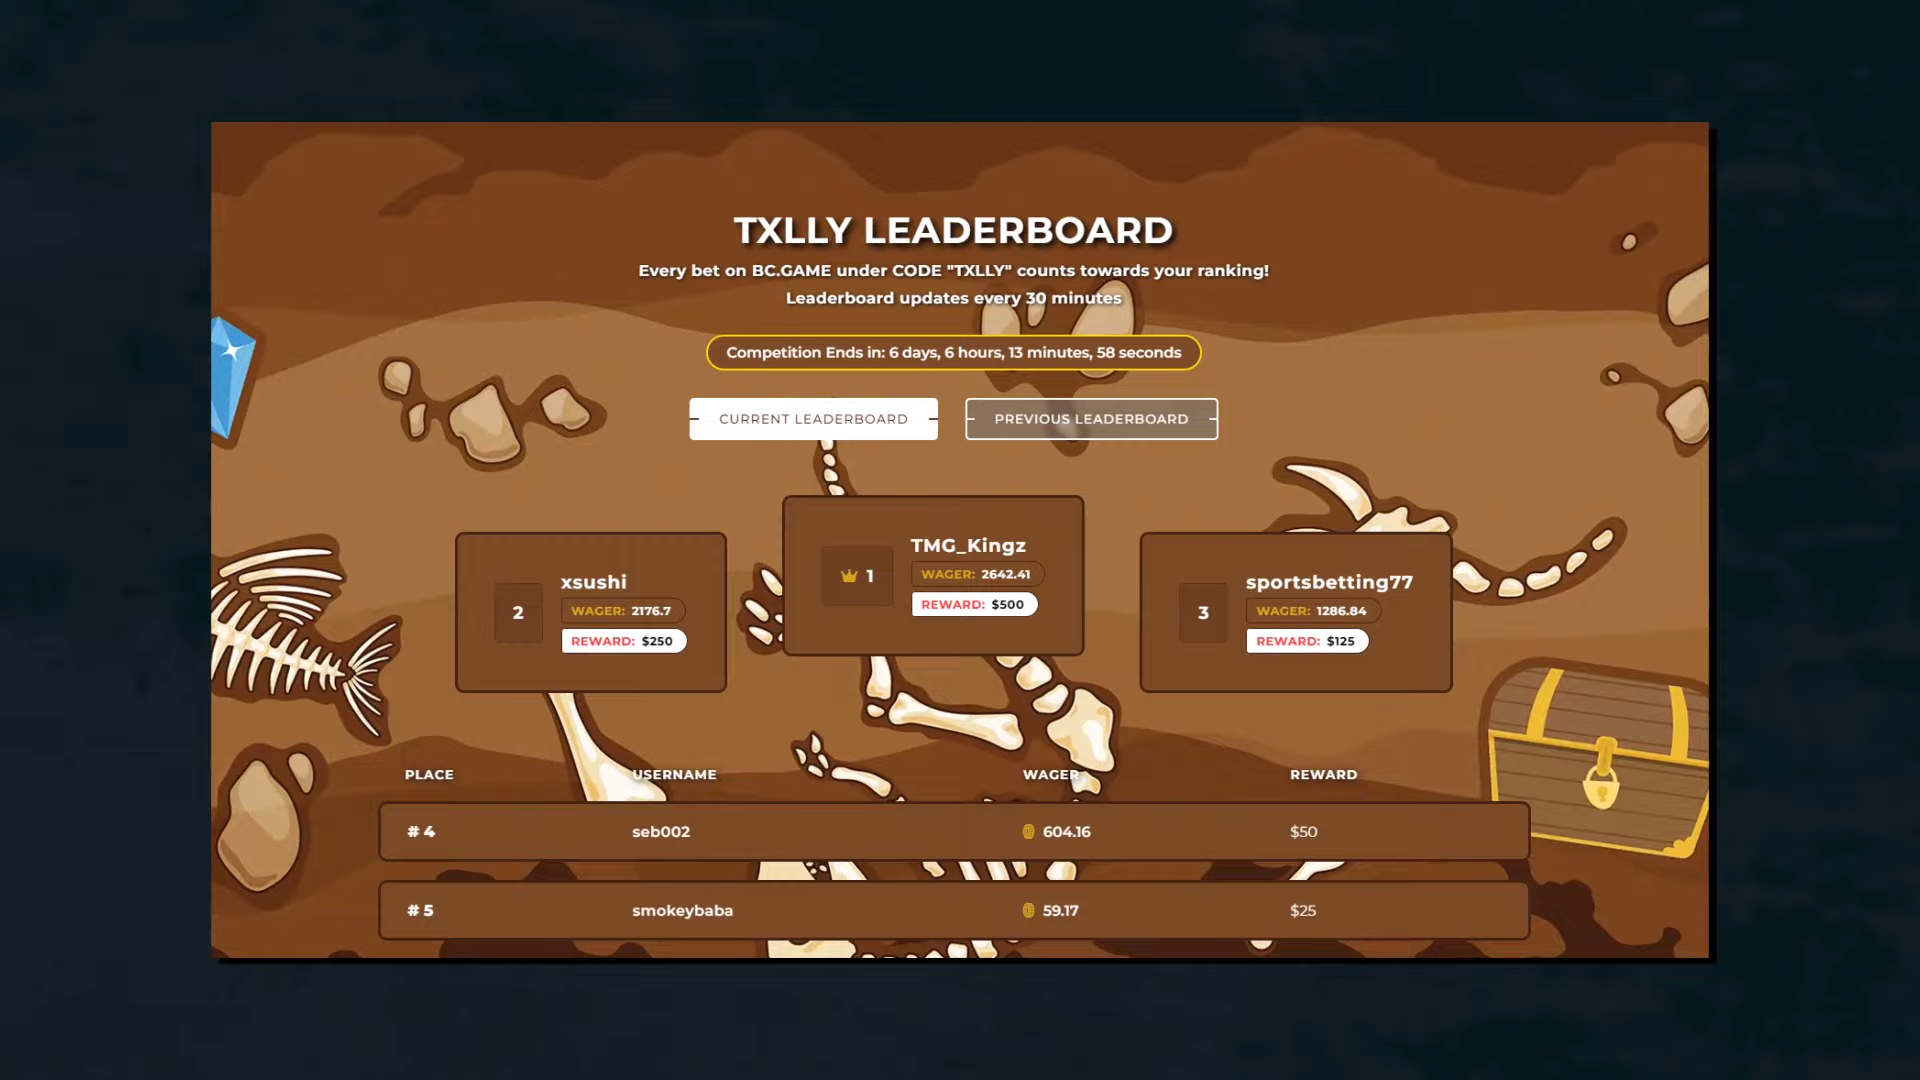 TXLLY LEADERBOARD
Every bet on BC.GAME under CODE "TXLLY" counts towards your ranking!
Leaderboard updates every 30 minutes
Competition Ends in: 6 days, 6 hours, 13 minutes, 58 seconds
CURRENT LEADERBOARD
PREVIOUS LEADERBOARD
2
xsushi
WAGER: 2176.7
REWARD: $250
1
TMG_Kingz
WAGER: 2642.41
REWARD: $500
3
sportsbetting77
WAGER: 1286.84
REWARD: $125
PLACE USERNAME WAGER REWARD
# 4 seb002 604.16 $50
# 5 smokeybaba 59.17 $25